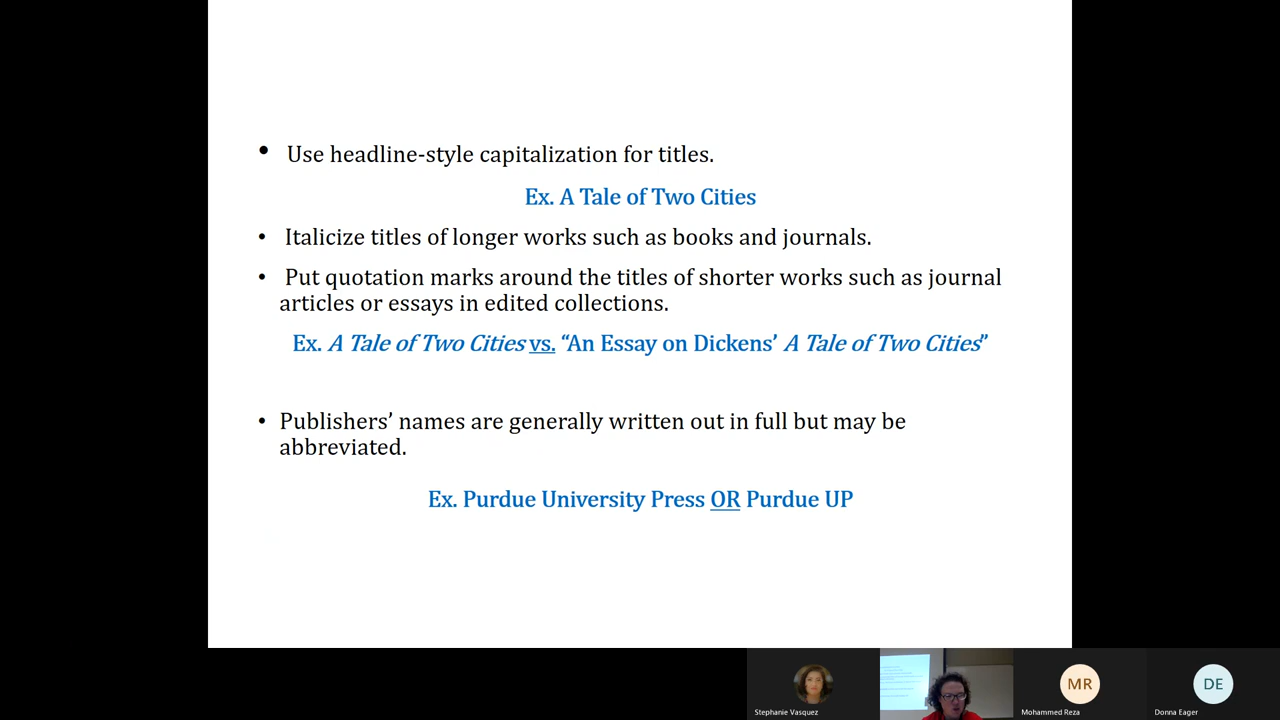 • Use headline-style capitalization for titles.
Ex. A Tale of Two Cities
• Italicize titles of longer works such as books and journals.
• Put quotation marks around the titles of shorter works such as journal
articles or essays in edited collections.
Ex. A Tale of Two Cities vs. “An Essay on Dickens’ A Tale of Two Cities”
• Publishers’ names are generally written out in full but may be
abbreviated.
Ex. Purdue University Press OR Purdue UP
MR
DE
Stephanie Vasquez
Mohammed Reza
Donna Eager